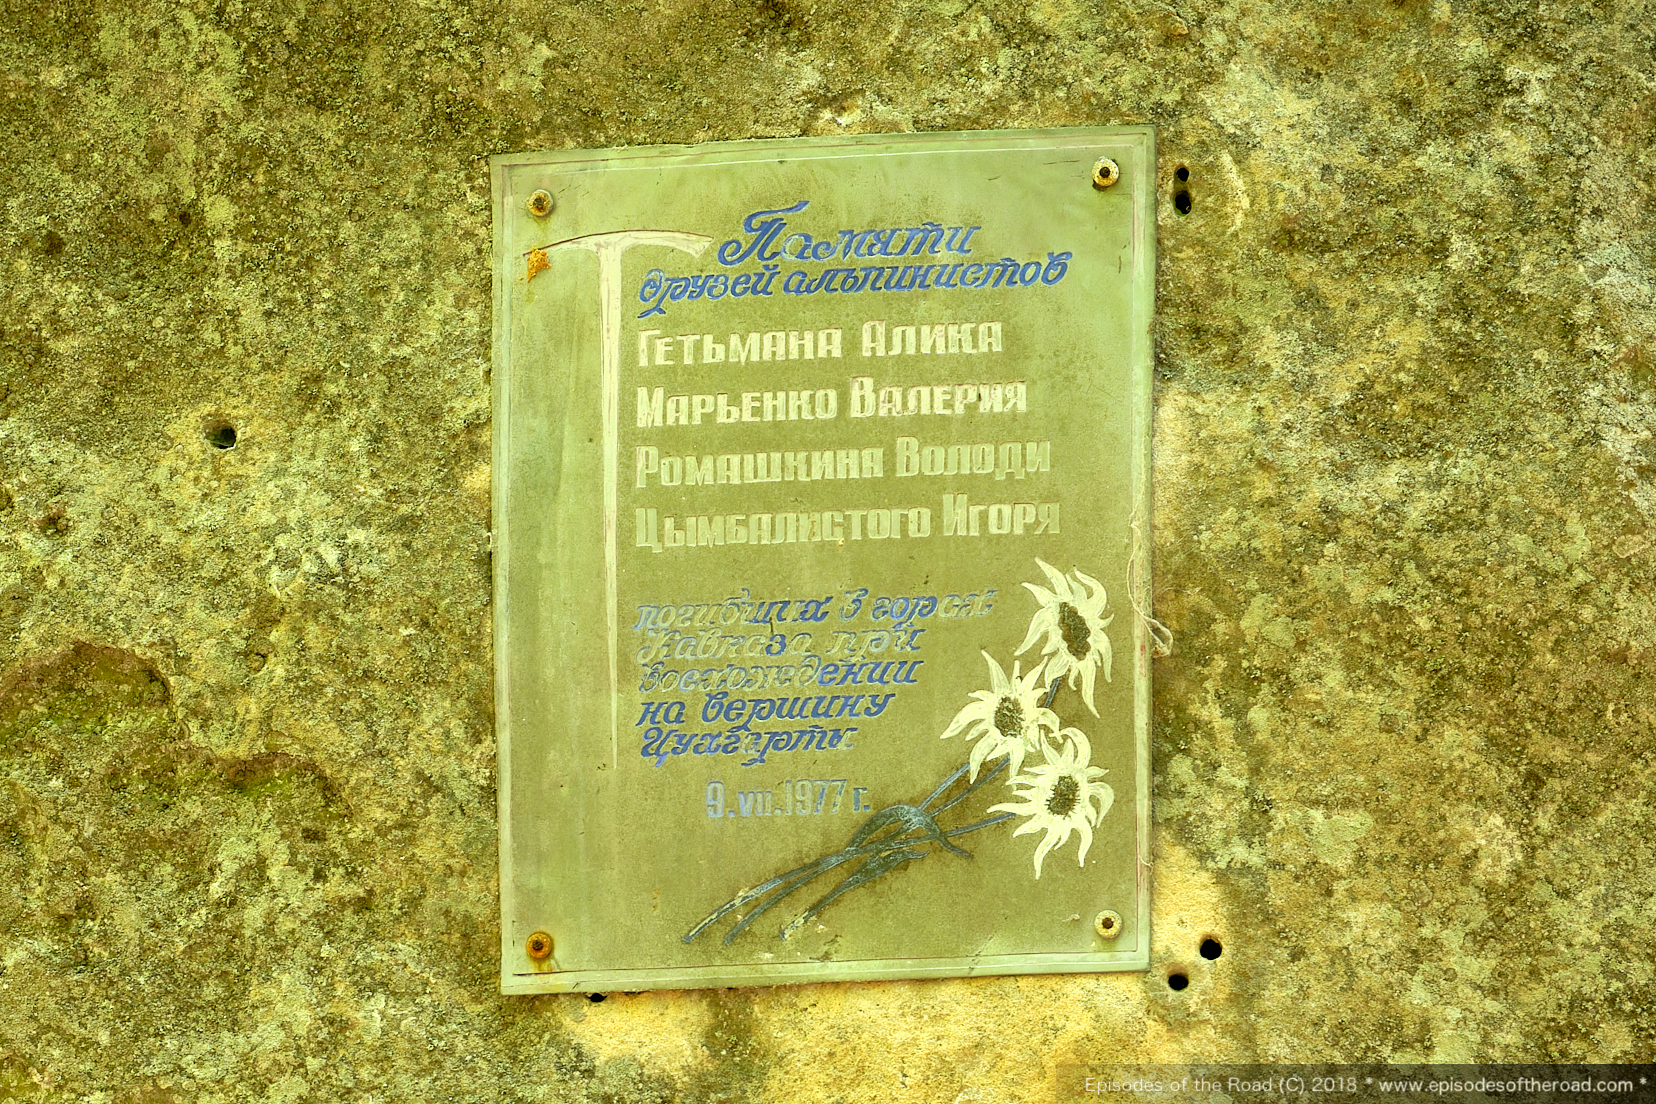 Памяти
друзей альпинистов
Гетьмана Алика
Марьенко Валерия
Ромашкина Володи
Цымбалистого Игоря
погибших в горах
Кавказа при
восхождении
на вершину
Цухгарты
9.VII.1977 г.
Episodes of the Road (C) 2018 * www.episodesoftheroad.com *